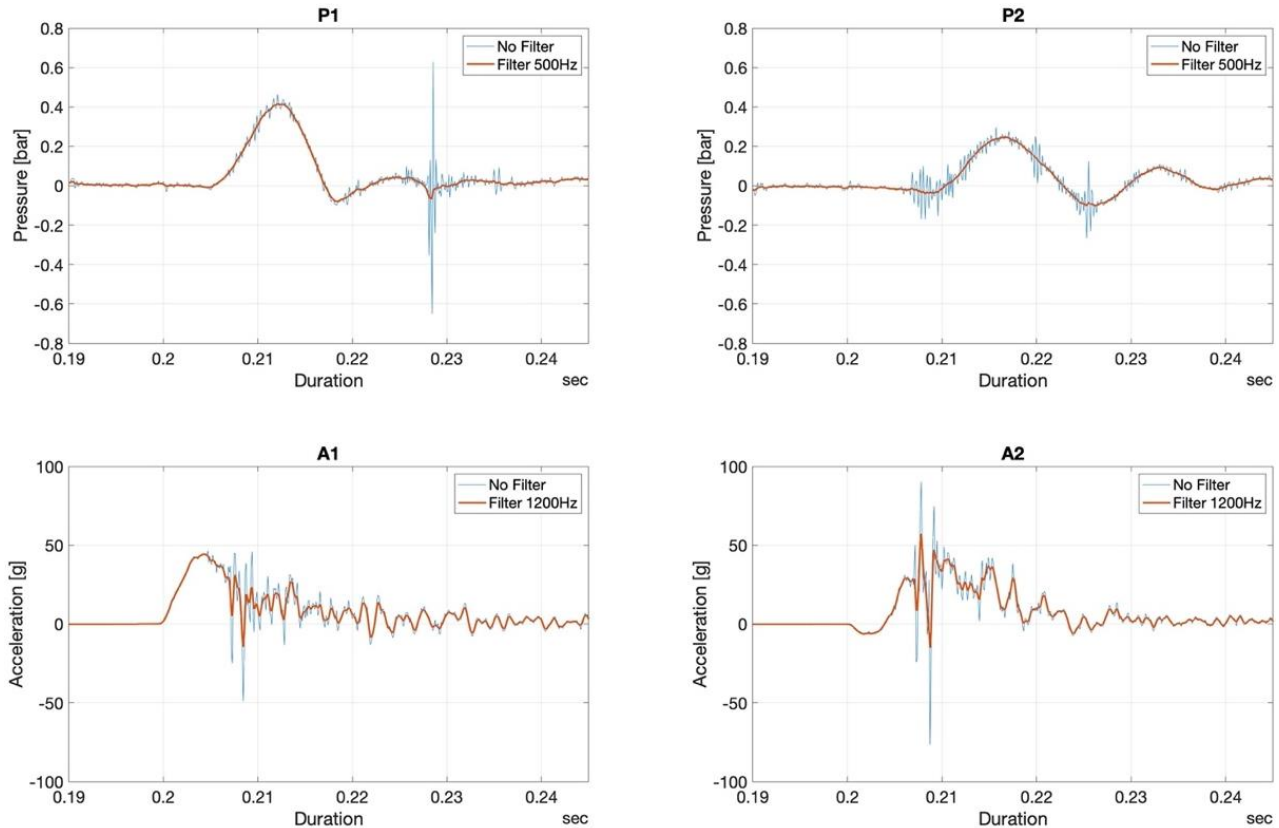 P1
No Filter
Filter 500Hz
0.8
0.6
0.4
0.2
0
-0.2
-0.4
-0.6
-0.8
Pressure [bar]
0.19 0.2 0.21 0.22 0.23 0.24
Duration sec
P2
No Filter
Filter 500Hz
0.8
0.6
0.4
0.2
0
-0.2
-0.4
-0.6
-0.8
Pressure [bar]
0.19 0.2 0.21 0.22 0.23 0.24
Duration sec
A1
No Filter
Filter 1200Hz
100
50
0
-50
-100
Acceleration [g]
0.19 0.2 0.21 0.22 0.23 0.24
Duration sec
A2
No Filter
Filter 1200Hz
100
50
0
-50
-100
Acceleration [g]
0.19 0.2 0.21 0.22 0.23 0.24
Duration sec